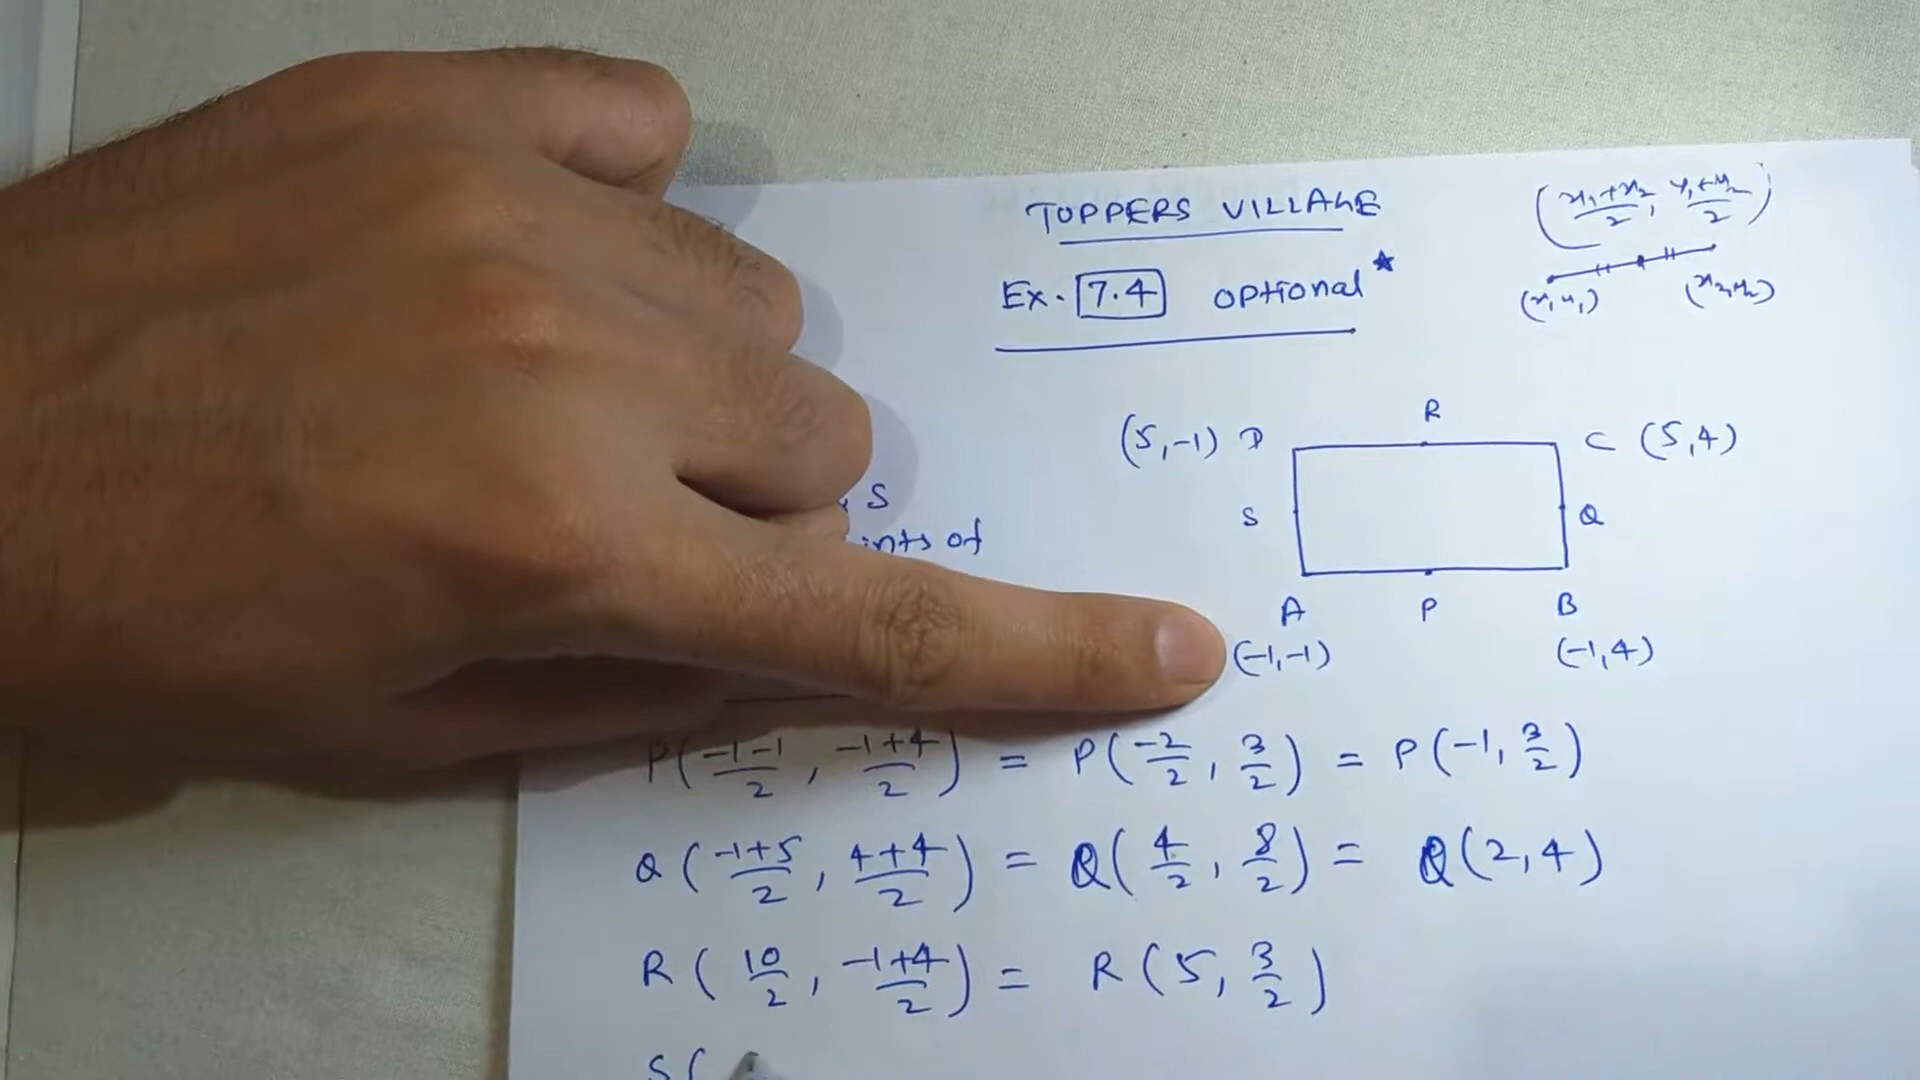 TOPPERS VILLAGE
(x₁+x₂/2, y₁+y₂/2)
Ex. 7.4 optional *
(x₁,y₁) (x₂,y₂)
R
(5,-1) D C (5,4)
S
S Q
of
A P B
(-1,-1) (-1,4)
P(-1-1/2, -1+4/2) = P(-2/2, 3/2) = P(-1, 3/2)
Q(-1+5/2, 4+4/2) = Q(4/2, 8/2) = Q(2,4)
R(10/2, -1+4/2) = R(5, 3/2)
S(